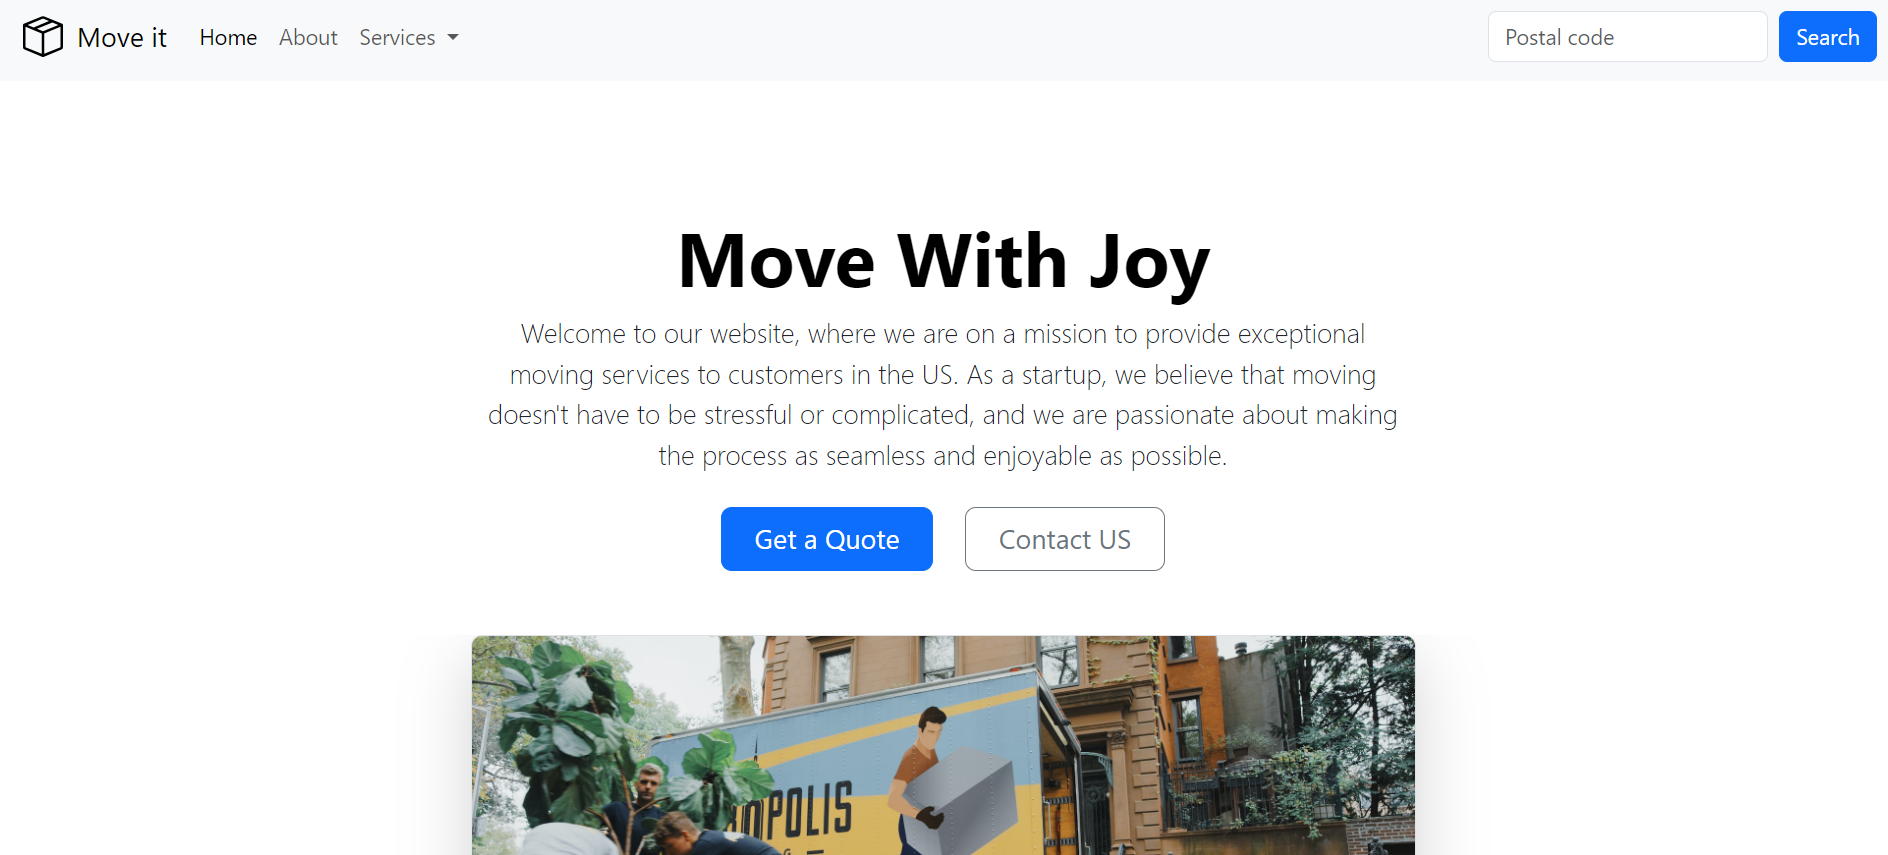 Move it
Home
About
Services
Postal code
Search
Move With Joy
Welcome to our website, where we are on a mission to provide exceptional
moving services to customers in the US. As a startup, we believe that moving
doesn't have to be stressful or complicated, and we are passionate about making
the process as seamless and enjoyable as possible.
Get a Quote
Contact US